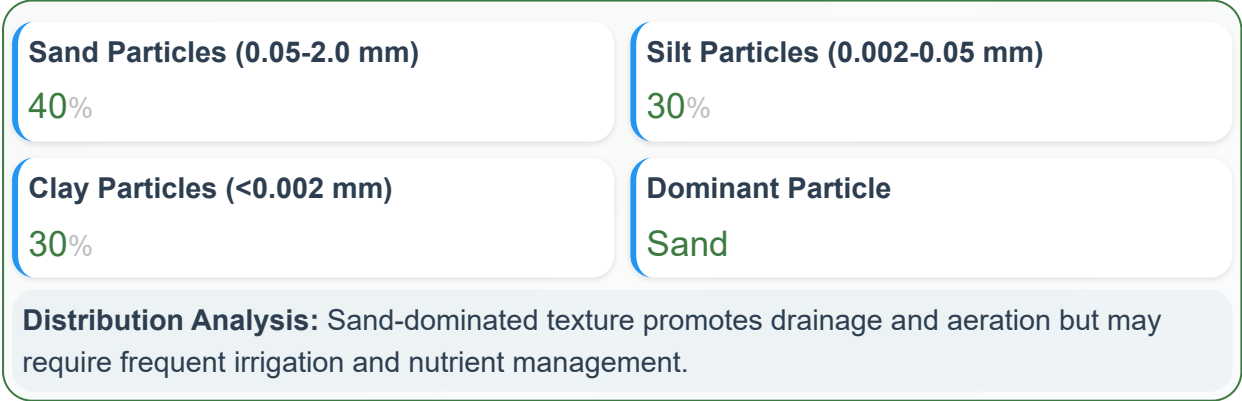 Sand Particles (0.05-2.0 mm)
40%
Silt Particles (0.002-0.05 mm)
30%
Clay Particles (<0.002 mm)
30%
Dominant Particle
Sand
Distribution Analysis: Sand-dominated texture promotes drainage and aeration but may
require frequent irrigation and nutrient management.